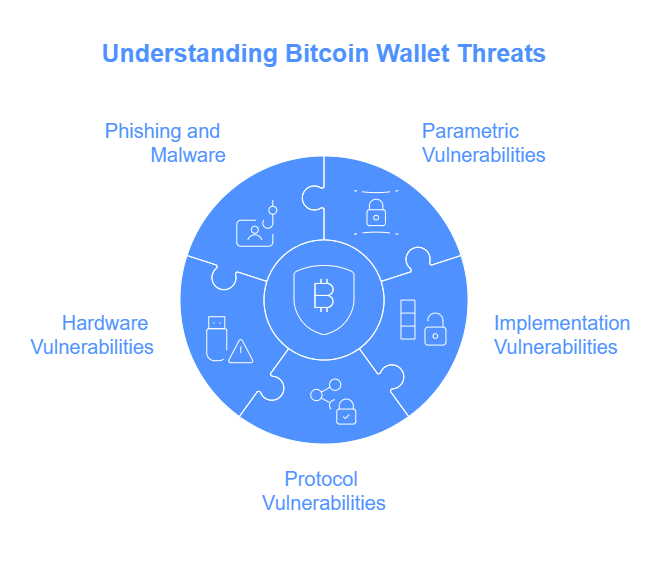 Understanding Bitcoin Wallet Threats
Phishing and
Malware
Parametric
Vulnerabilities
Hardware
Vulnerabilities
Implementation
Vulnerabilities
Protocol
Vulnerabilities